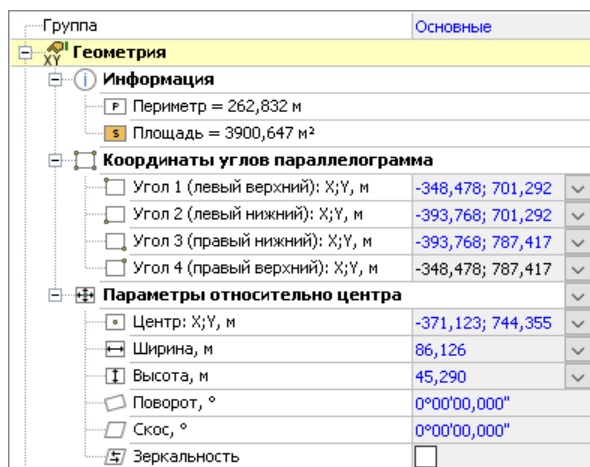 Группа Основные
XY Геометрия
i Информация
P Периметр = 262,832 м
S Площадь = 3900,647 м²
Координаты углов параллелограмма
Угол 1 (левый верхний): X;Y, м -348,478; 701,292
Угол 2 (левый нижний): X;Y, м -393,768; 701,292
Угол 3 (правый нижний): X;Y, м -393,768; 787,417
Угол 4 (правый верхний): X;Y, м -348,478; 787,417
Параметры относительно центра
Центр: X;Y, м -371,123; 744,355
Ширина, м 86,126
Высота, м 45,290
Поворот, ° 0°00'00,000"
Скос, ° 0°00'00,000"
Зеркальность